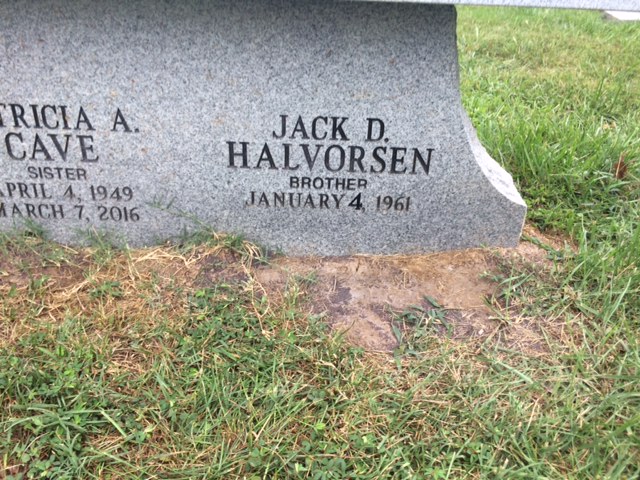 TRICIA A.
CAVE
SISTER
APRIL 4, 1949
MARCH 7, 2016
JACK D.
HALVORSEN
BROTHER
JANUARY 4, 1961